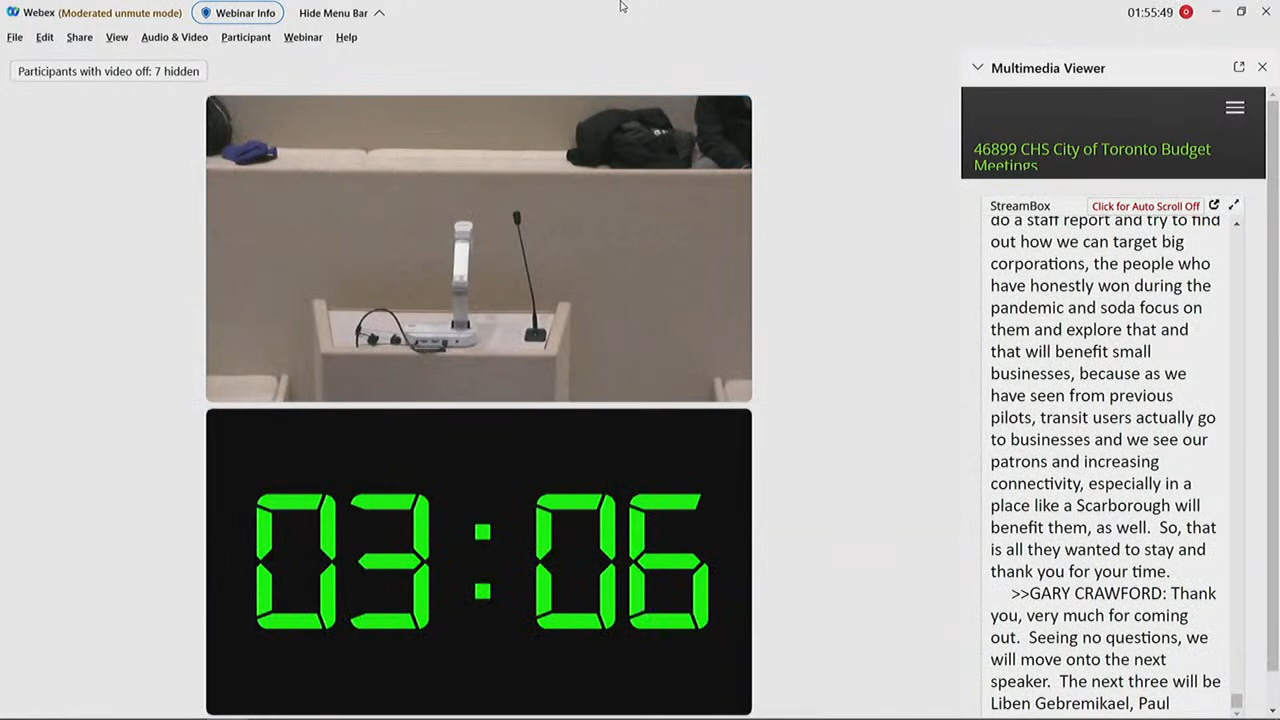 Webex (Moderated unmute mode) Webinar Info Hide Menu Bar 01:55:49
File Edit Share View Audio & Video Participant Webinar Help
Participants with video off: 7 hidden
03:06
Multimedia Viewer
46899 CHS City of Toronto Budget
Meetings
StreamBox Click for Auto Scroll Off
do a staff report and try to find
out how we can target big
corporations, the people who
have honestly won during the
pandemic and soda focus on
them and explore that and
that will benefit small
businesses, because as we
have seen from previous
pilots, transit users actually go
to businesses and we see our
patrons and increasing
connectivity, especially in a
place like a Scarborough will
benefit them, as well. So, that
is all they wanted to stay and
thank you for your time.
>>GARY CRAWFORD: Thank
you, very much for coming
out. Seeing no questions, we
will move onto the next
speaker. The next three will be
Liben Gebremikael, Paul